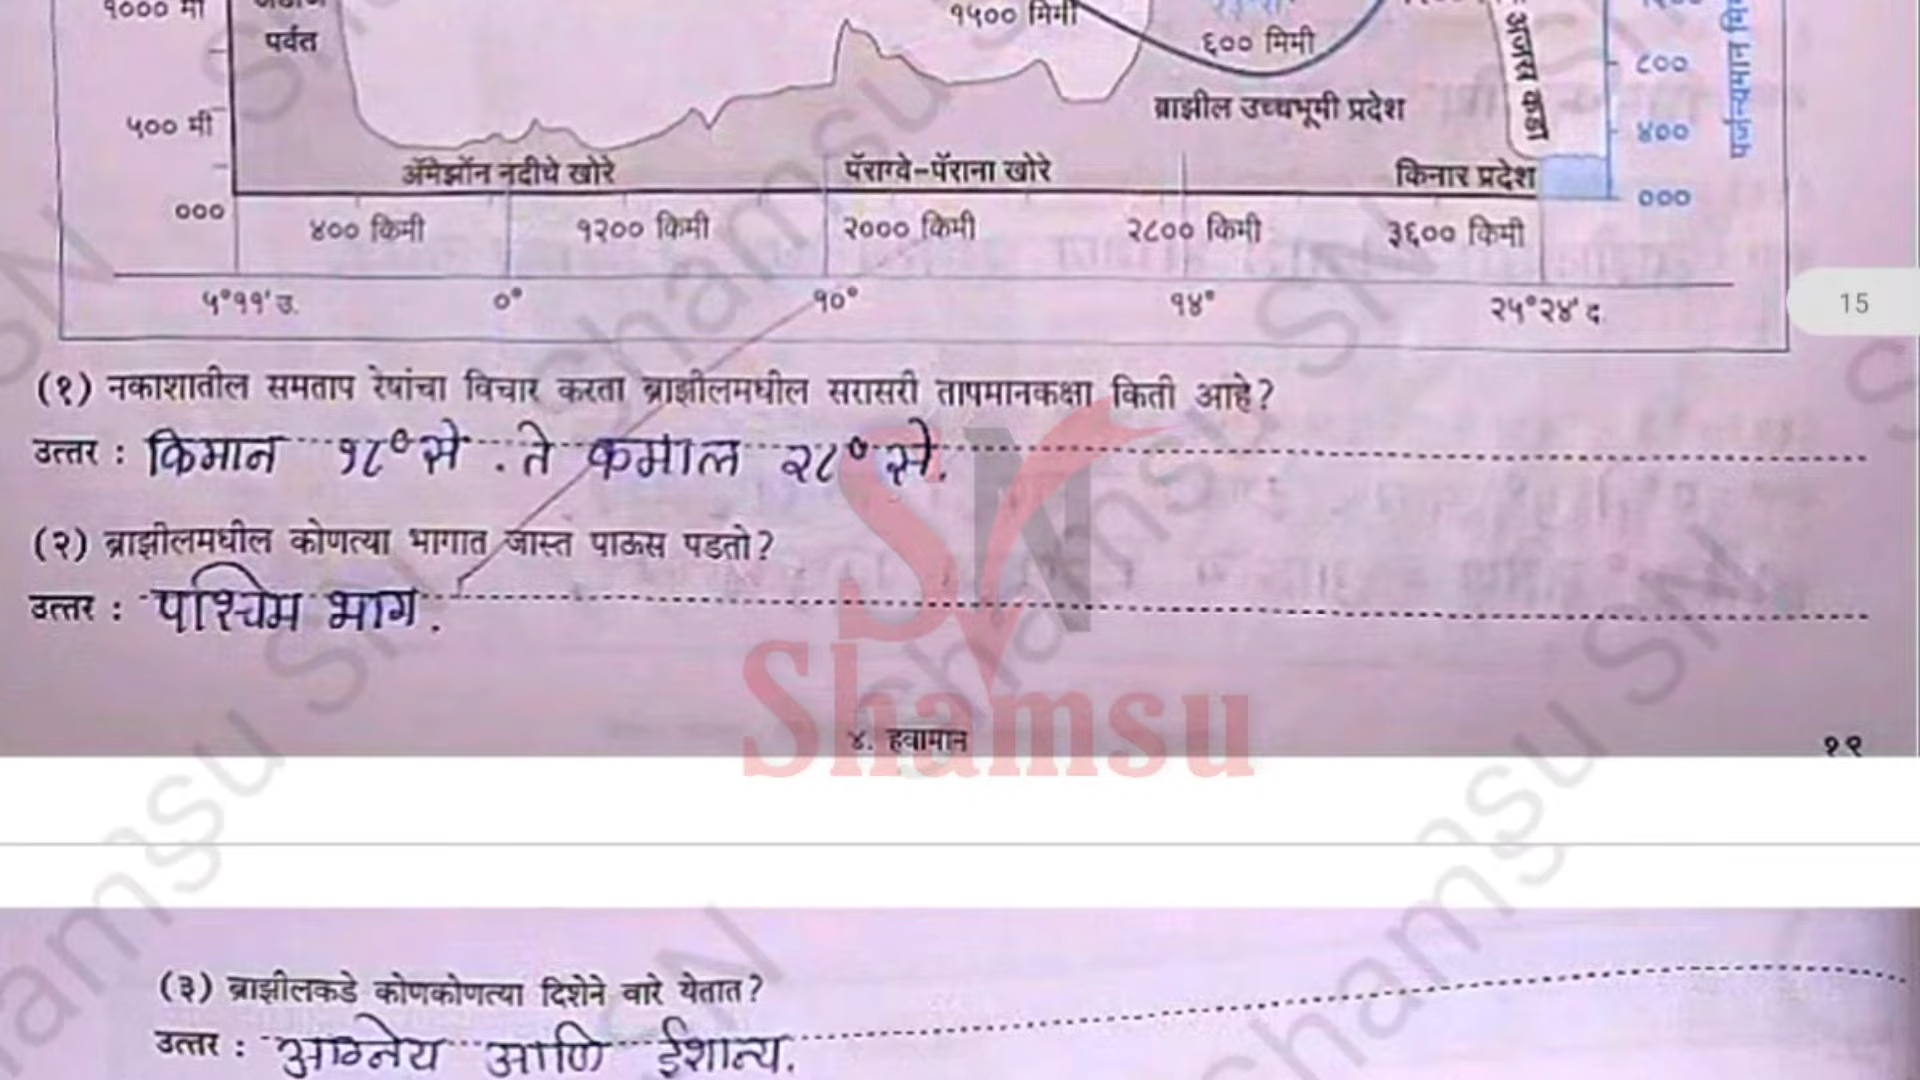 १००० मी
पर्वत
१५०० मिमी
६०० मिमी
८००
५०० मी
ब्राझील उच्चभूमी प्रदेश
अजस्र कडा
४००
पर्जन्यमान
ॲमेझॉन नदीचे खोरे
पॅराग्वे-पॅराना खोरे
किनार प्रदेश
०००
०००
४०० किमी
१२०० किमी
२००० किमी
२८०० किमी
३६०० किमी
५°११' उ.
०°
१०°
१४°
२५°२४' द.
15
(१) नकाशातील समताप रेषांचा विचार करता ब्राझीलमधील सरासरी तापमानकक्षा किती आहे?
उत्तर : किमान १८° से. ते कमाल २८° से.
(२) ब्राझीलमधील कोणत्या भागात जास्त पाऊस पडतो?
उत्तर : पश्चिम भाग.
SN
Shamsu
४. हवामान
१९
(३) ब्राझीलकडे कोणकोणत्या दिशेने वारे येतात?
उत्तर : आग्नेय आणि ईशान्य.